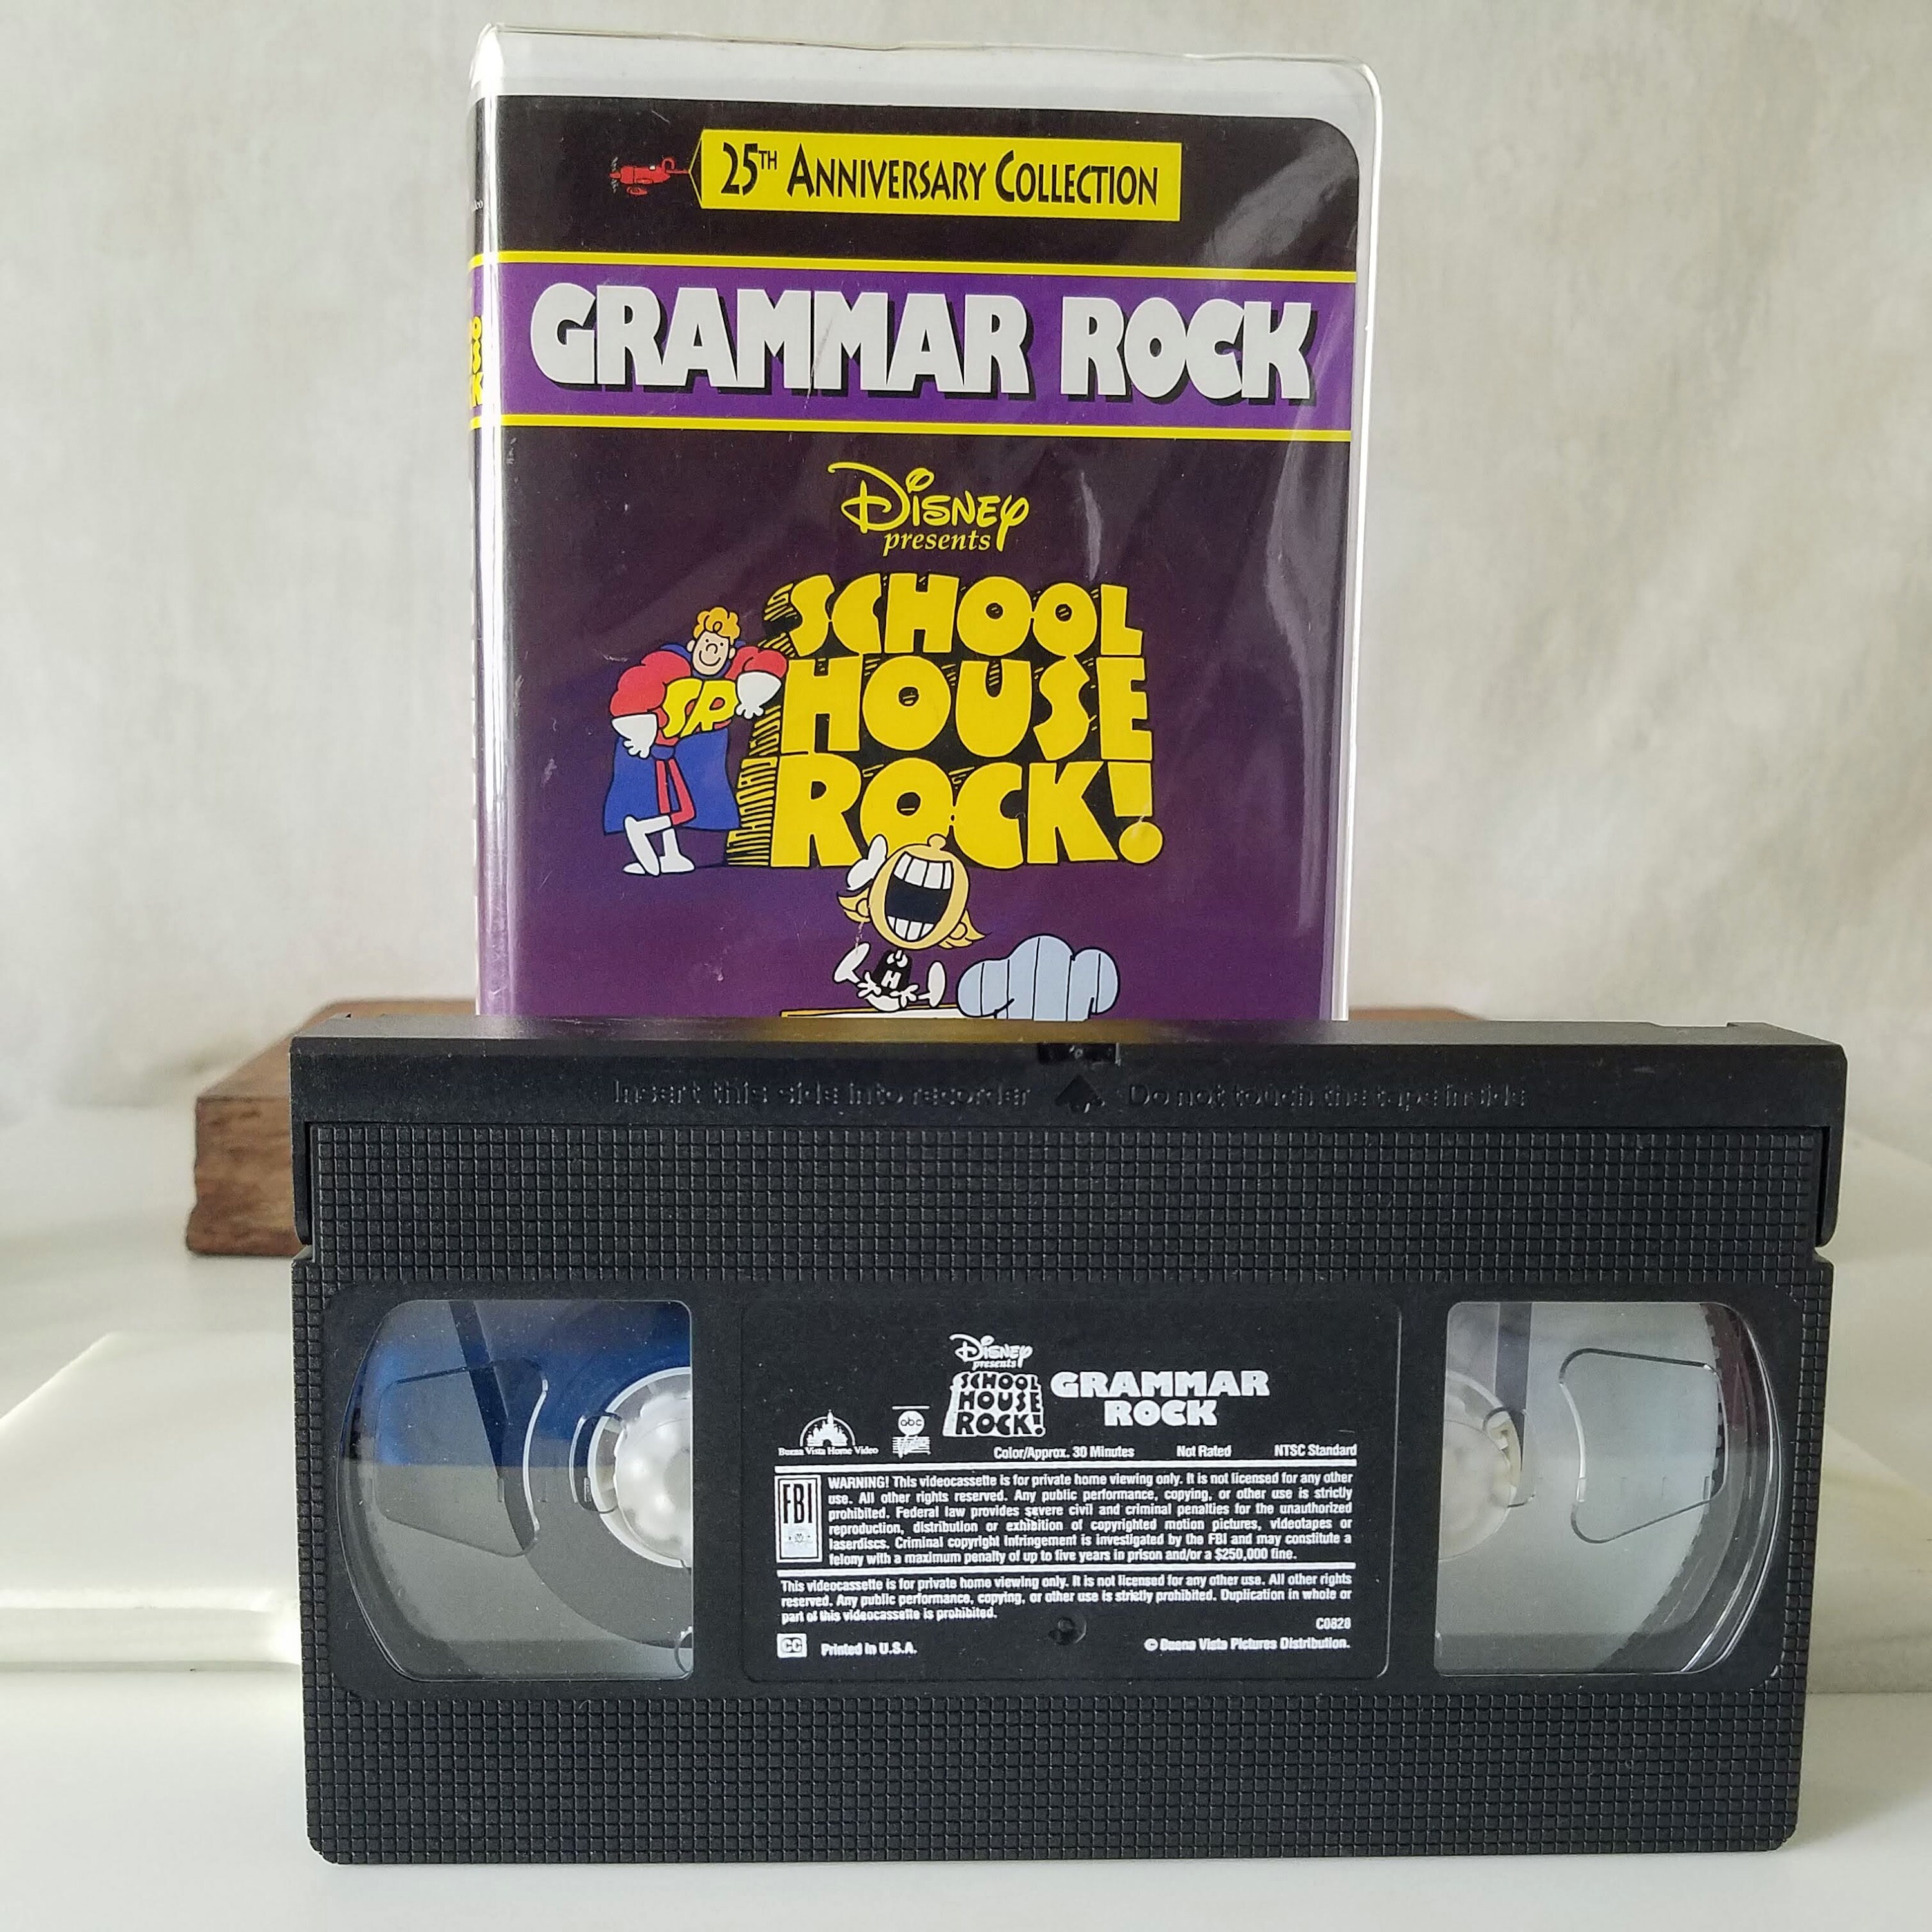 25TH ANNIVERSARY COLLECTION
GRAMMAR ROCK
DISNEY
presents
SCHOOL
HOUSE
ROCK!
SR
H
Insert this side into recorder Do not touch the tape inside
DISNEY
presents
SCHOOL
HOUSE
ROCK!
GRAMMAR
ROCK
Buena Vista Home Video
abc
Color/Approx. 30 Minutes Not Rated NTSC Standard
FBI
WARNING! This videocassette is for private home viewing only. It is not licensed for any other
use. All other rights reserved. Any public performance, copying, or other use is strictly
prohibited. Federal law provides severe civil and criminal penalties for the unauthorized
reproduction, distribution or exhibition of copyrighted motion pictures, videotapes or
laserdiscs. Criminal copyright infringement is investigated by the FBI and may constitute a
felony with a maximum penalty of up to five years in prison and/or a $250,000 fine.
This videocassette is for private home viewing only. It is not licensed for any other use. All other rights
reserved. Any public performance, copying, or other use is strictly prohibited. Duplication in whole or
part of this videocassette is prohibited.
C0828
CC Printed in U.S.A. © Buena Vista Pictures Distribution.